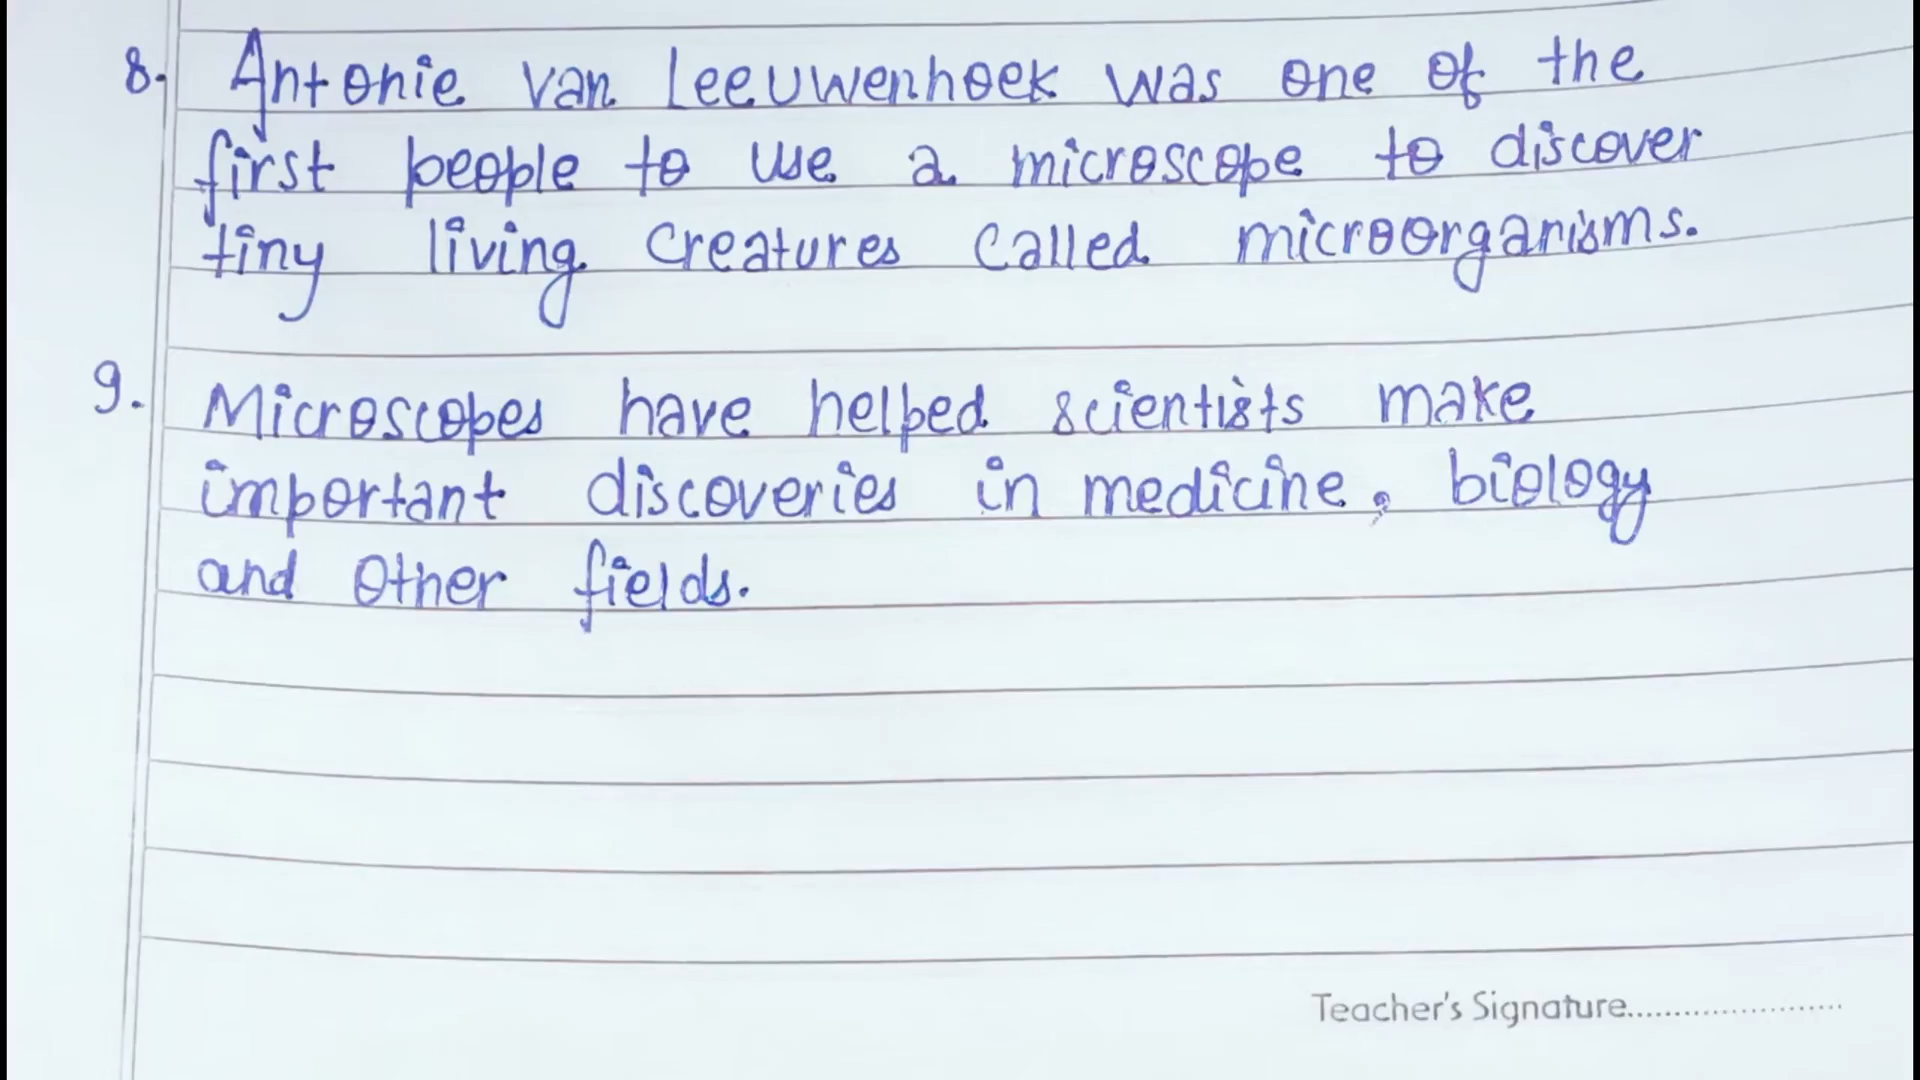 8. Antonie van Leeuwenhoek was one of the
first people to use a microscope to discover
tiny living creatures called microorganisms.
9. Microscopes have helped scientists make
important discoveries in medicine, biology
and other fields.
Teacher's Signature......................